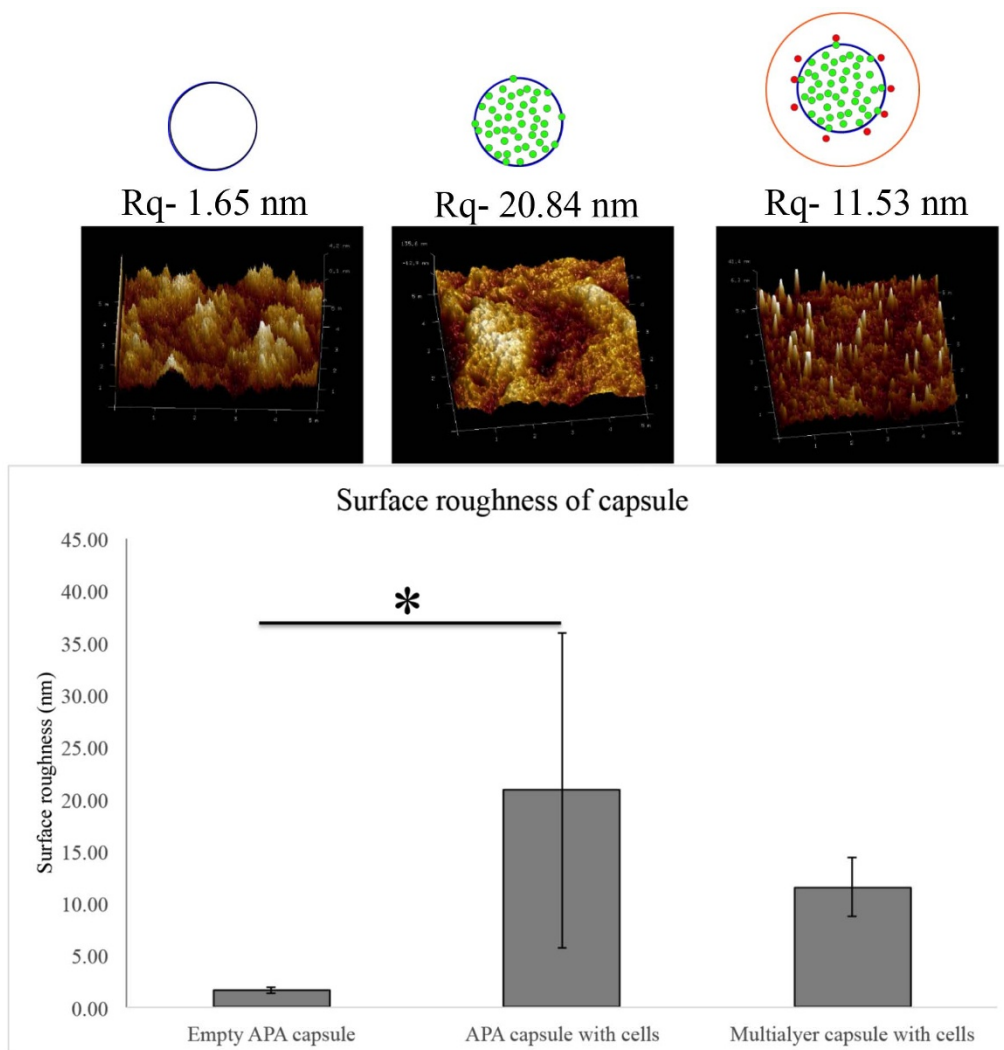 Rq- 1.65 nm
Rq- 20.84 nm
Rq- 11.53 nm
Surface roughness of capsule
*
Surface roughness (nm)
45.00
40.00
35.00
30.00
25.00
20.00
15.00
10.00
5.00
0.00
Empty APA capsule
APA capsule with cells
Multialyer capsule with cells